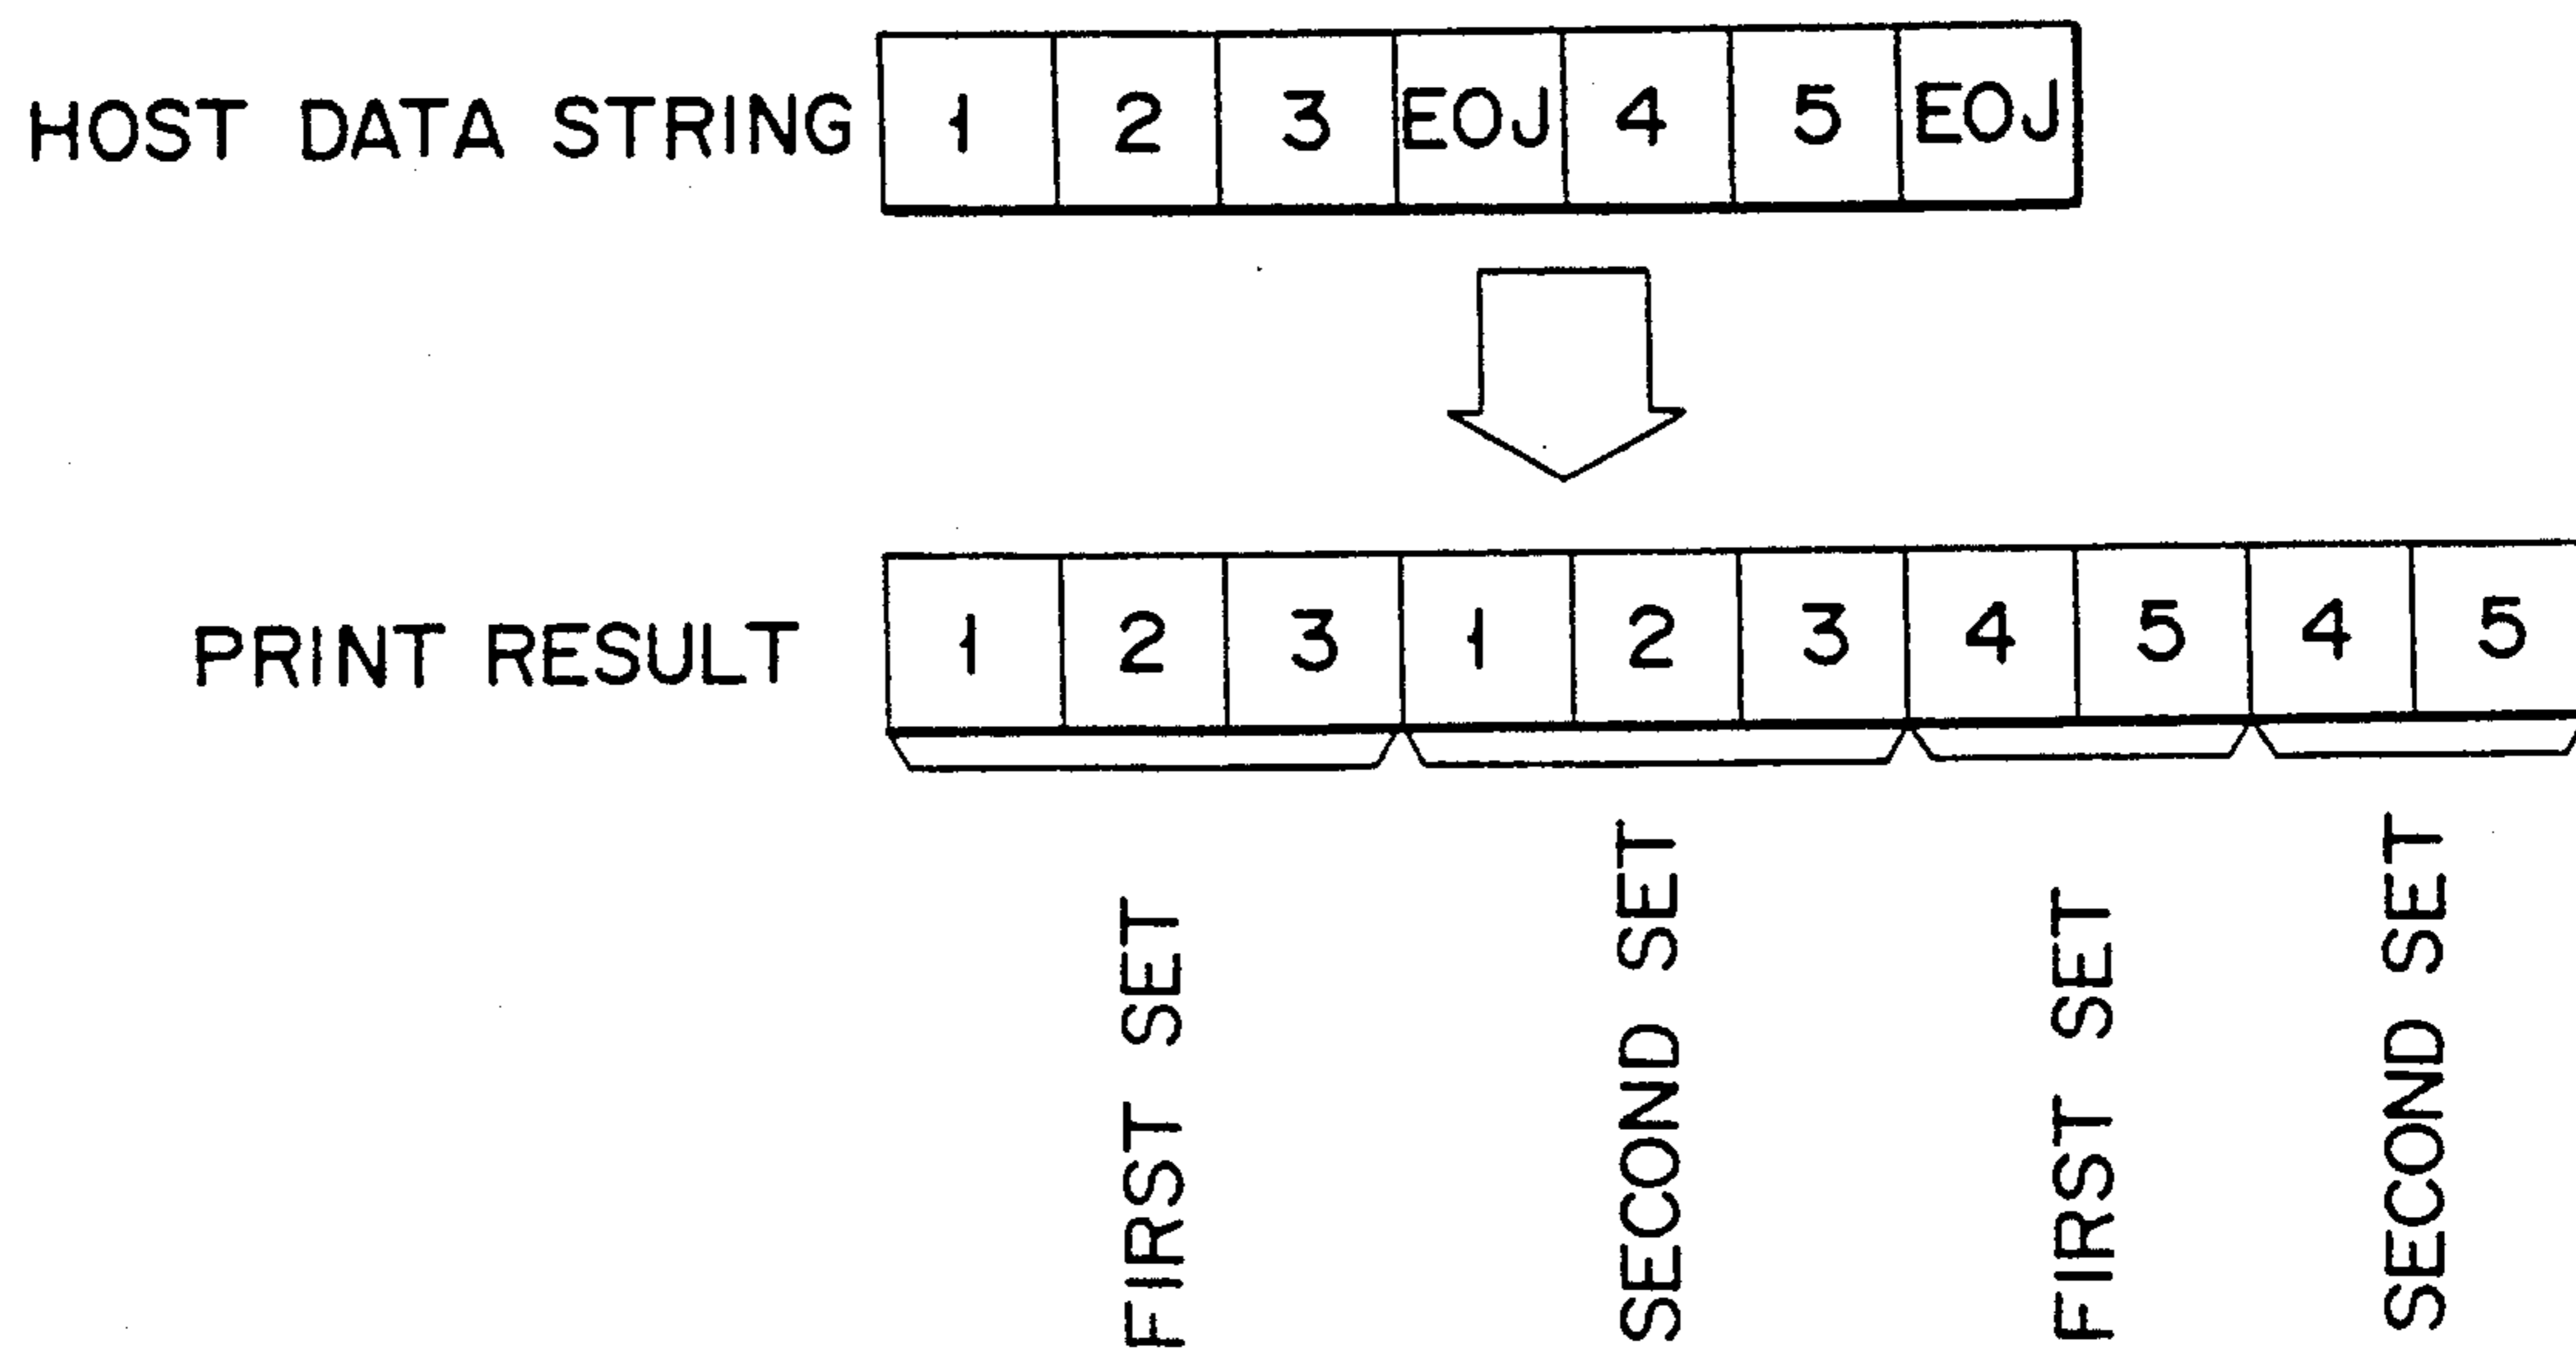 HOST DATA STRING 1 2 3 EOJ 4 5 EOJ
PRINT RESULT 1 2 3 1 2 3 4 5 4 5
FIRST SET
SECOND SET
FIRST SET
SECOND SET